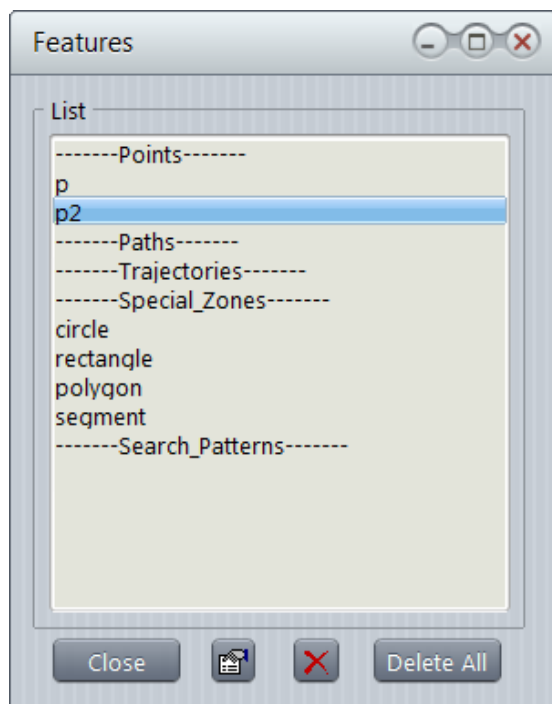 Features
List
-------Points-------
p
p2
-------Paths-------
-------Trajectories-------
-------Special_Zones-------
circle
rectangle
polygon
segment
-------Search_Patterns-------
Close
Delete All